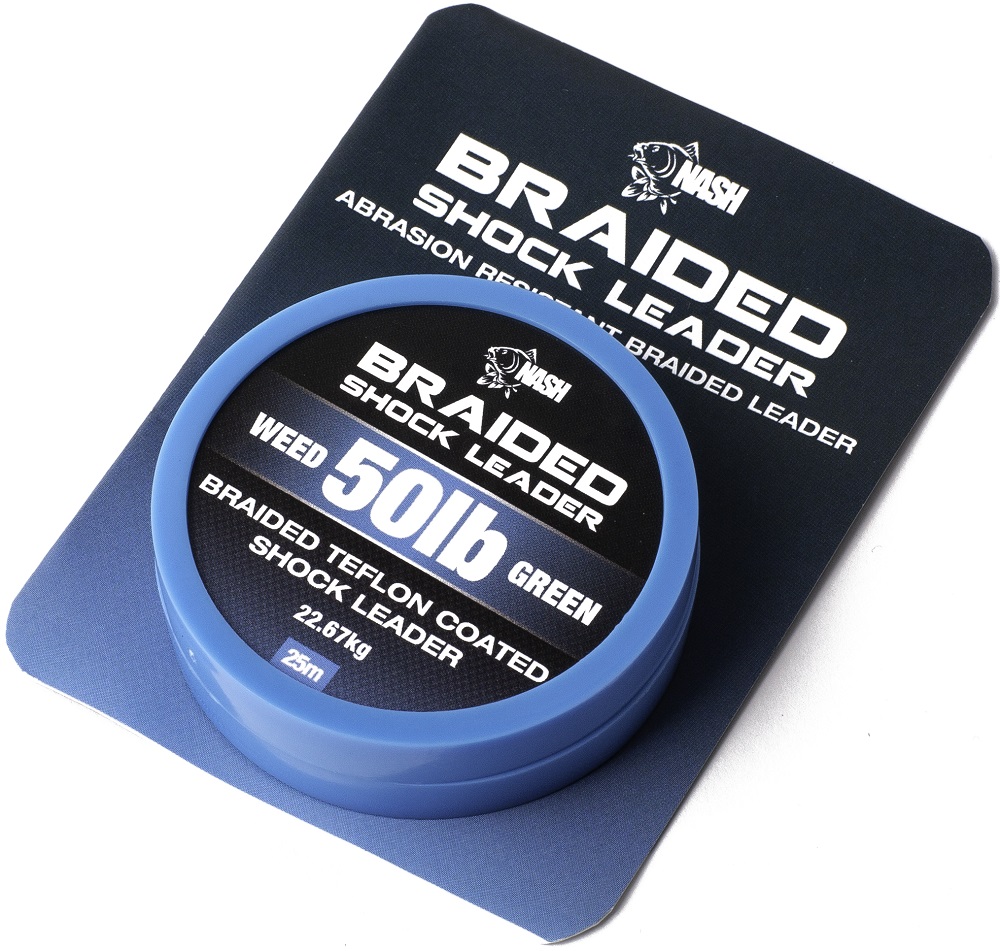 NASH
BRAIDED
SHOCK LEADER
ABRASION RESISTANT BRAIDED LEADER
NASH
BRAIDED
SHOCK LEADER
WEED 50lb GREEN
BRAIDED TEFLON COATED
SHOCK LEADER
22.67kg
25m